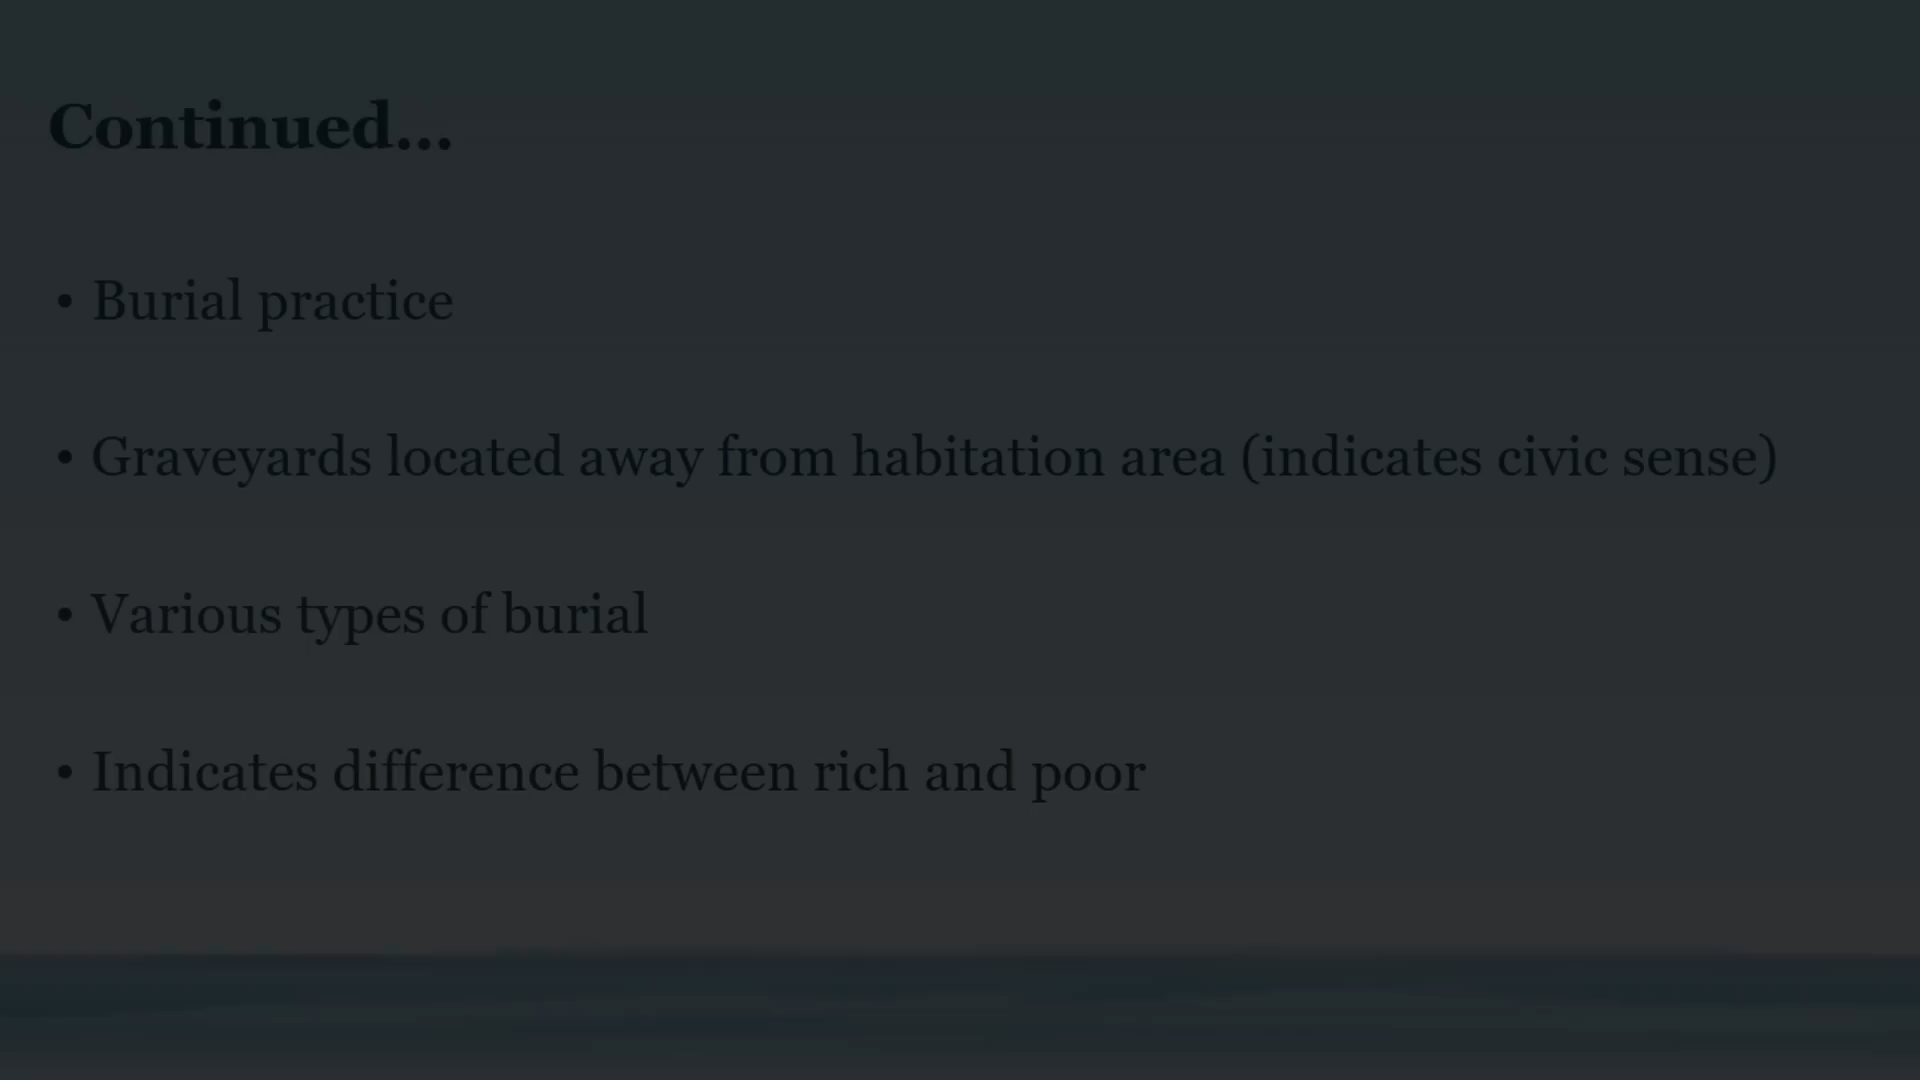 Continued...
• Burial practice
• Graveyards located away from habitation area (indicates civic sense)
• Various types of burial
• Indicates difference between rich and poor